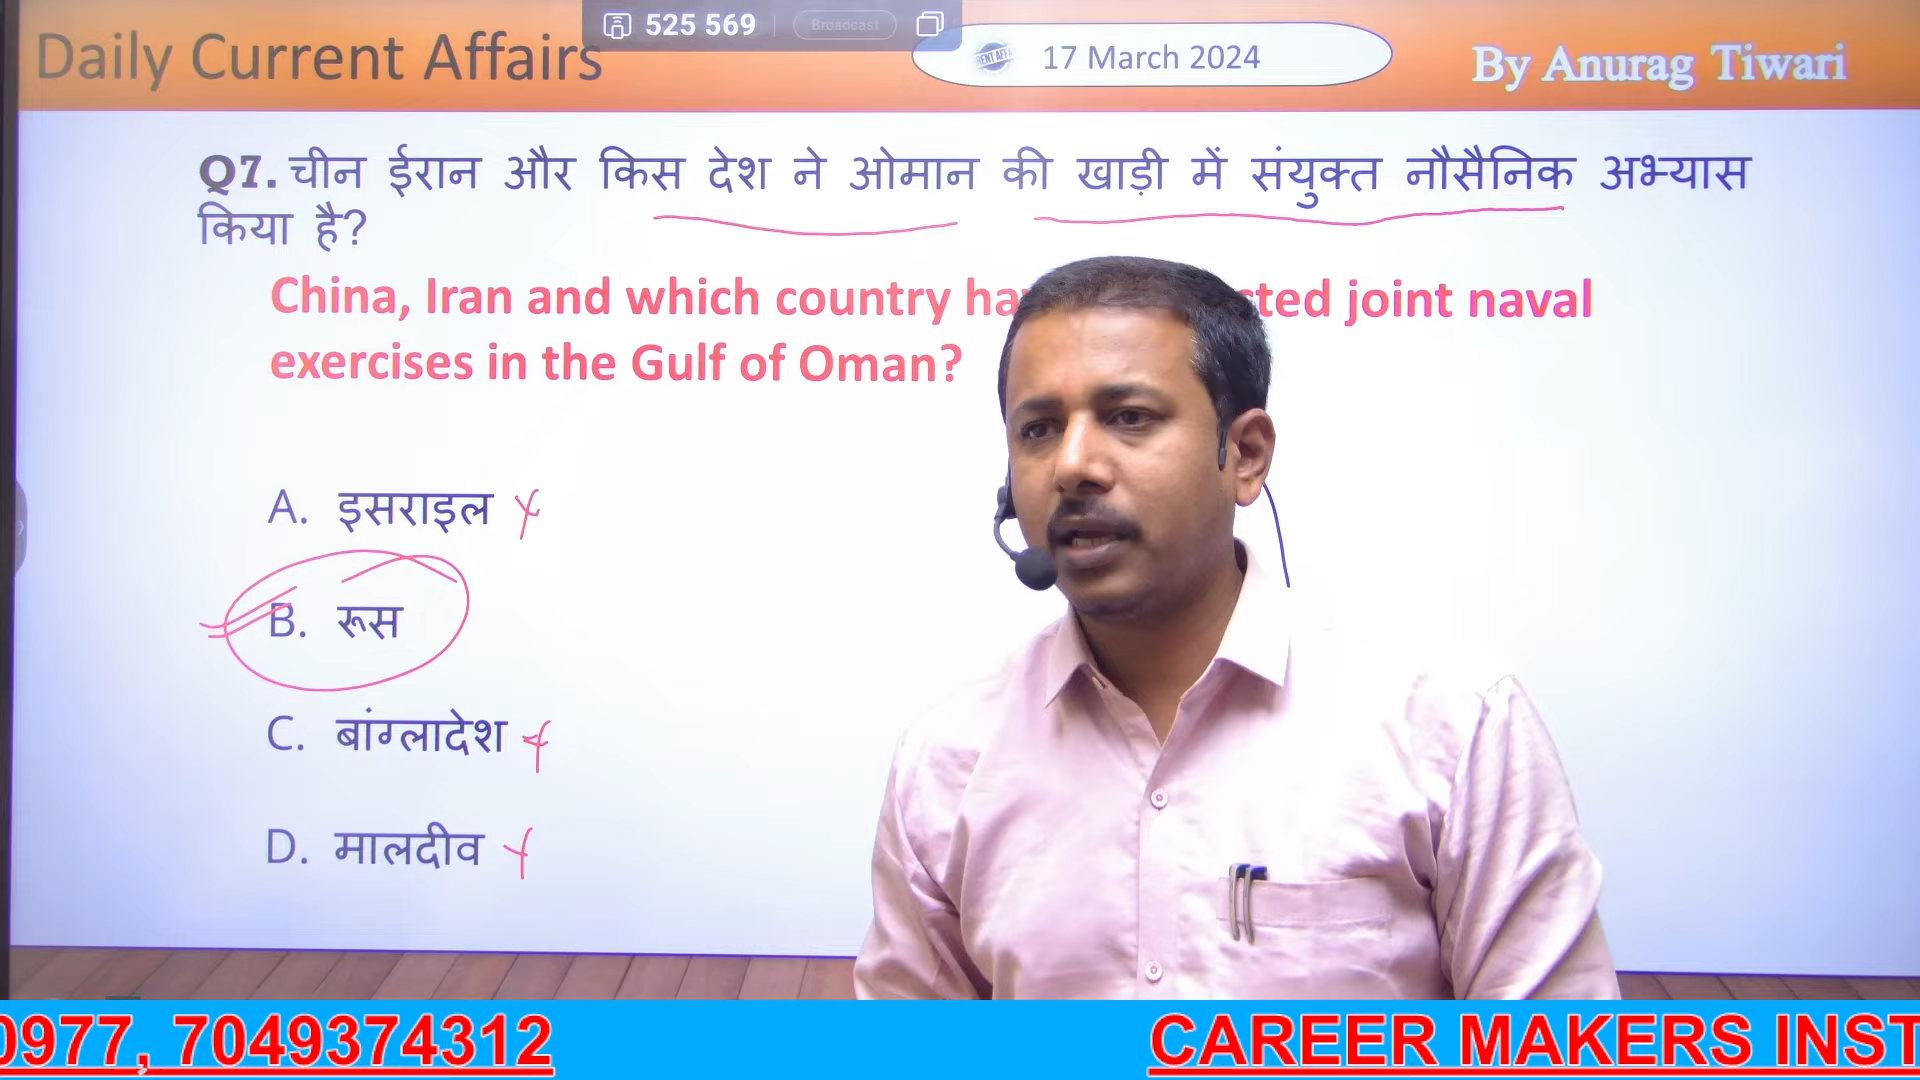 Daily Current Affairs
525 569
Broadcast
17 March 2024
By Anurag Tiwari
Q7. चीन ईरान और किस देश ने ओमान की खाड़ी में संयुक्त नौसैनिक अभ्यास
किया है?
China, Iran and which country joint naval
exercises in the Gulf of Oman?
A. इसराइल
B. रूस
C. बांग्लादेश
D. मालदीव
0977, 7049374312
CAREER MAKERS INST